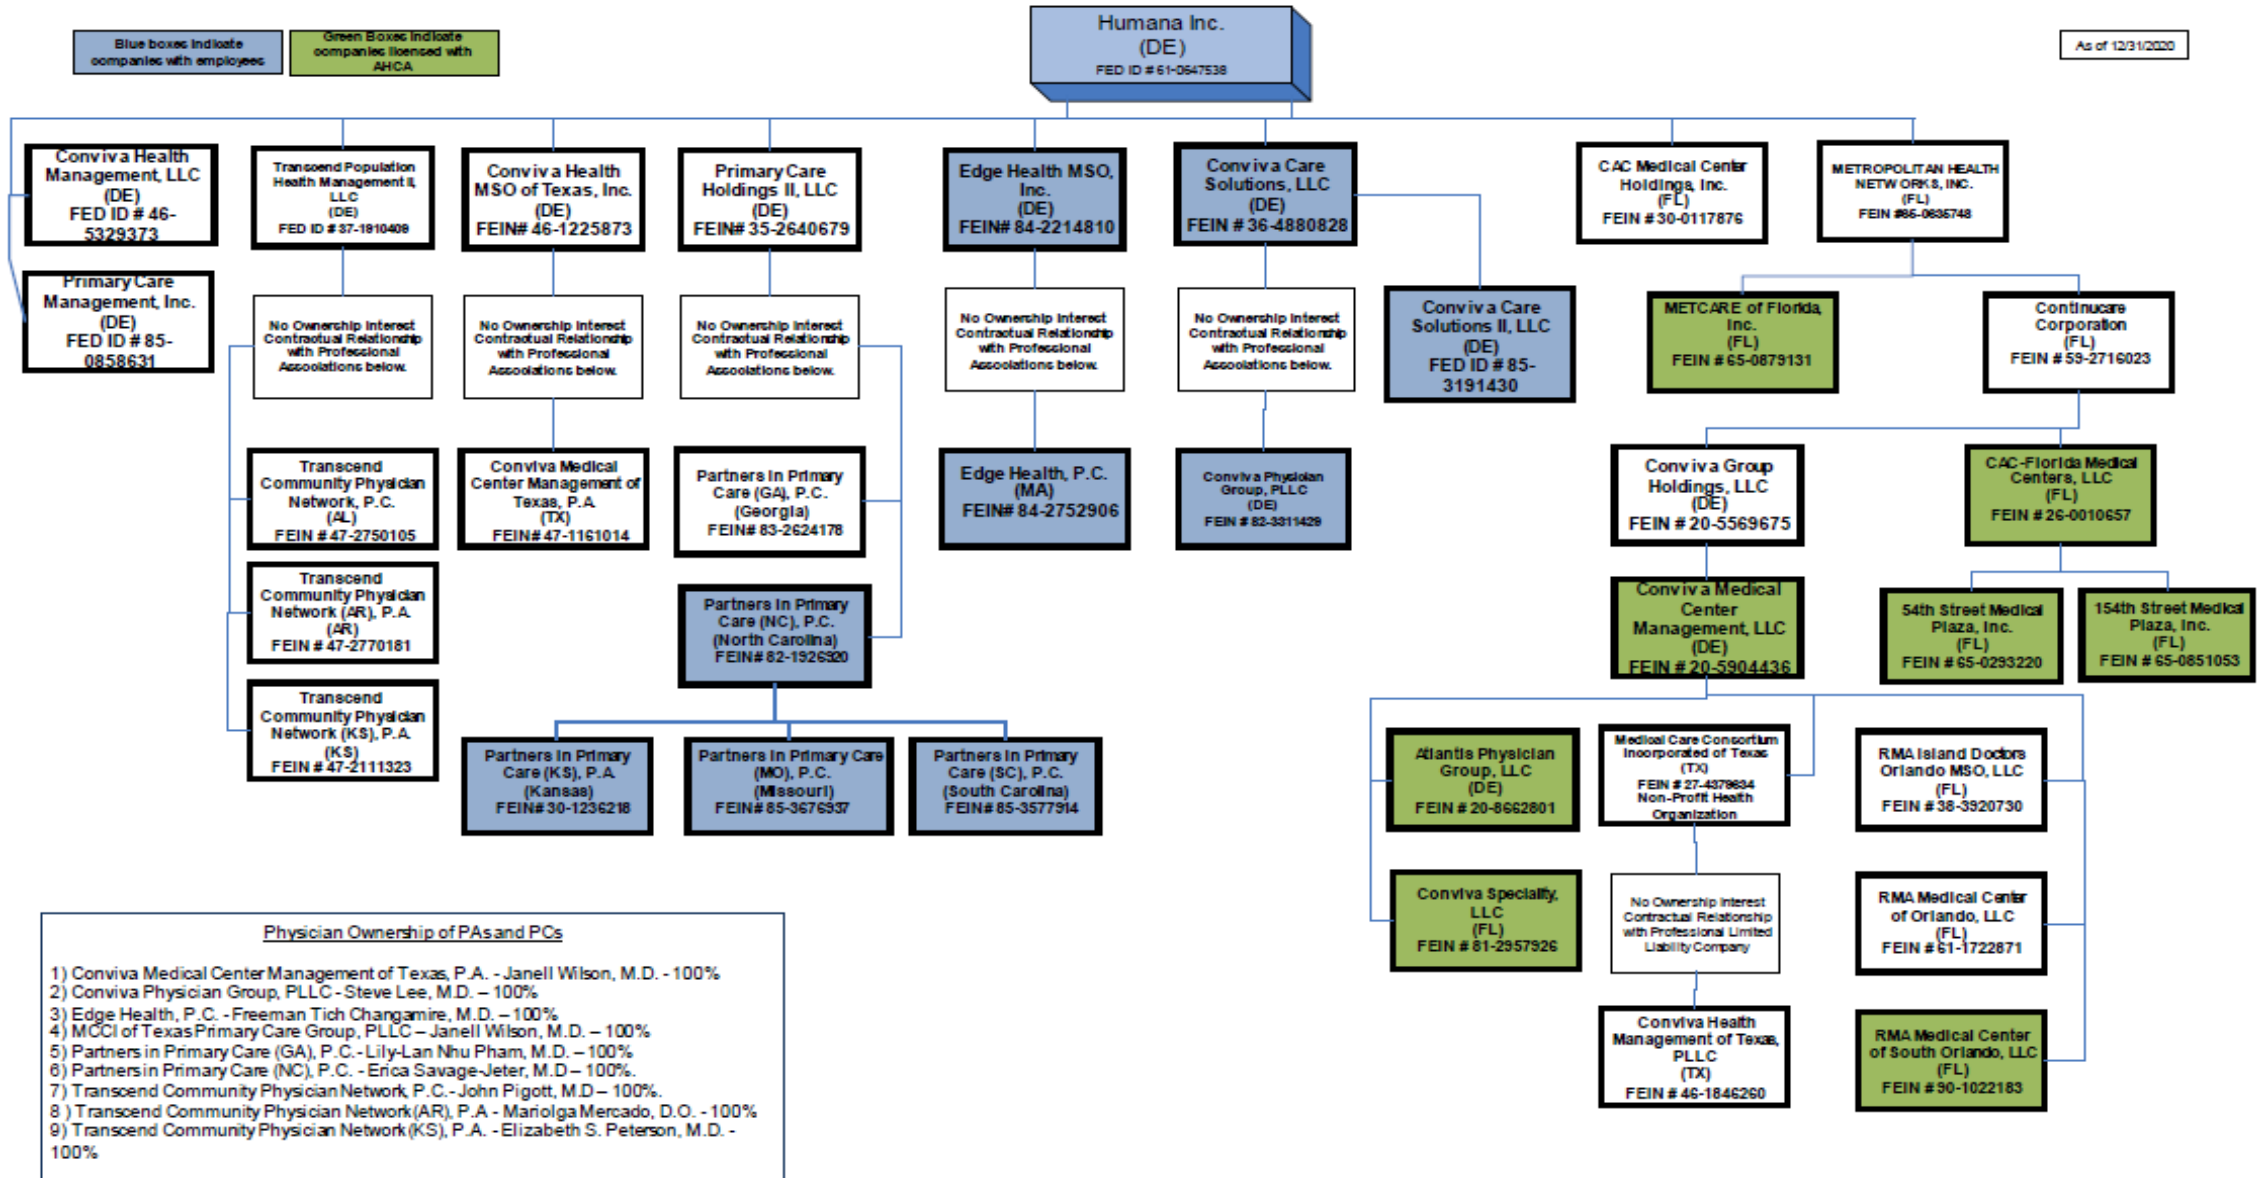 Humana Inc.
(DE)
FED ID # 61-0647538
Blue boxes Indicate
companies with employees
Green Boxes Indicate
companies licensed with
AHCA
As of 12/31/2020
Conviva Health
Management, LLC
(DE)
FED ID # 46-
5329373
Transcend Population
Health Management II,
LLC
(DE)
FED ID # 37-1910409
Conviva Health
MSO of Texas, Inc.
(DE)
FEIN# 46-1225873
Primary Care
Holdings II, LLC
(DE)
FEIN# 35-2640679
Edge Health MSO,
Inc.
(DE)
FEIN# 84-2214810
Conviva Care
Solutions, LLC
(DE)
FEIN # 36-4880828
CAC Medical Center
Holdings, Inc.
(FL)
FEIN # 30-0117876
METROPOLITAN HEALTH
NETWORKS, INC.
(FL)
FEIN #65-0635748
Primary Care
Management, Inc.
(DE)
FED ID # 85-
0858631
No Ownership Interest
Contractual Relationship
with Professional
Associations below.
No Ownership Interest
Contractual Relationship
with Professional
Associations below.
No Ownership Interest
Contractual Relationship
with Professional
Associations below.
No Ownership Interest
Contractual Relationship
with Professional
Associations below.
No Ownership Interest
Contractual Relationship
with Professional
Associations below.
Conviva Care
Solutions II, LLC
(DE)
FED ID # 85-
3191430
METCARE of Florida,
Inc.
(FL)
FEIN # 65-0879131
Continucare
Corporation
(FL)
FEIN # 59-2716023
Transcend
Community Physician
Network, P.C.
(AL)
FEIN # 47-2750105
Conviva Medical
Center Management of
Texas, P.A.
(TX)
FEIN# 47-1161014
Partners In Primary
Care (GA), P.C.
(Georgia)
FEIN# 83-2624178
Edge Health, P.C.
(MA)
FEIN# 84-2752906
Conviva Physician
Group, PLLC
(DE)
FEIN # 82-3311429
Conviva Group
Holdings, LLC
(DE)
FEIN # 20-5569675
CAC-Florida Medical
Centers, LLC
(FL)
FEIN # 26-0010657
Transcend
Community Physician
Network (AR), P.A.
(AR)
FEIN # 47-2770181
Partners In Primary
Care (NC), P.C.
(North Carolina)
FEIN# 82-1926920
Conviva Medical
Center
Management, LLC
(DE)
FEIN # 20-5904436
54th Street Medical
Plaza, Inc.
(FL)
FEIN # 65-0293220
154th Street Medical
Plaza, Inc.
(FL)
FEIN # 65-0851053
Transcend
Community Physician
Network (KS), P.A.
(KS)
FEIN # 47-2111323
Partners In Primary
Care (KS), P.A.
(Kansas)
FEIN# 30-1236218
Partners In Primary Care
(MO), P.C.
(Missouri)
FEIN# 85-3676937
Partners In Primary
Care (SC), P.C.
(South Carolina)
FEIN# 85-3577914
Atlantis Physician
Group, LLC
(DE)
FEIN # 20-8662801
Medical Care Consortium
Incorporated of Texas
(TX)
FEIN # 27-4379634
Non-Profit Health
Organization
RMA Island Doctors
Orlando MSO, LLC
(FL)
FEIN # 38-3920730
Conviva Specialty,
LLC
(FL)
FEIN # 81-2957926
No Ownership Interest
Contractual Relationship
with Professional Limited
Liability Company
RMA Medical Center
of Orlando, LLC
(FL)
FEIN # 61-1722871
Conviva Health
Management of Texas,
PLLC
(TX)
FEIN # 46-1846260
RMA Medical Center
of South Orlando, LLC
(FL)
FEIN # 90-1022183
Physician Ownership of PAs and PCs
1) Conviva Medical Center Management of Texas, P.A. - Janell Wilson, M.D. - 100%
2) Conviva Physician Group, PLLC - Steve Lee, M.D. – 100%
3) Edge Health, P.C. - Freeman Tich Changamire, M.D. – 100%
4) MCCI of Texas Primary Care Group, PLLC – Janell Wilson, M.D. – 100%
5) Partners in Primary Care (GA), P.C.- Lily-Lan Nhu Pham, M.D. – 100%
6) Partners in Primary Care (NC), P.C. - Erica Savage-Jeter, M.D – 100%.
7) Transcend Community Physician Network, P.C.- John Pigott, M.D – 100%.
8 ) Transcend Community Physician Network (AR), P.A - Mariolga Mercado, D.O. - 100%
9) Transcend Community Physician Network (KS), P.A. - Elizabeth S. Peterson, M.D. -
100%